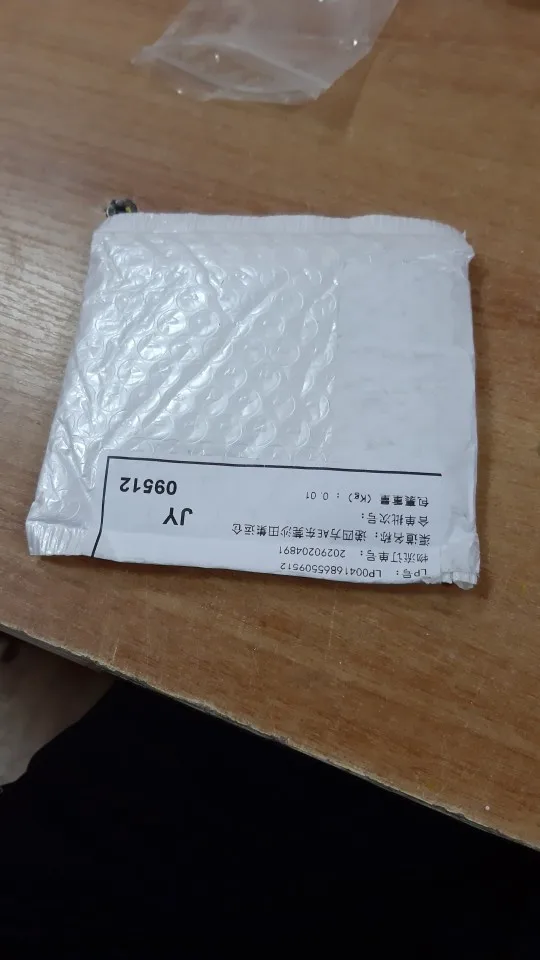 LP号: LP00416865509512
物流订单号: 20290204891
渠道名称: 递四方AE东莞沙田集运仓
合单批次号:
包裹重量 (Kg) : 0.01
JY
09512